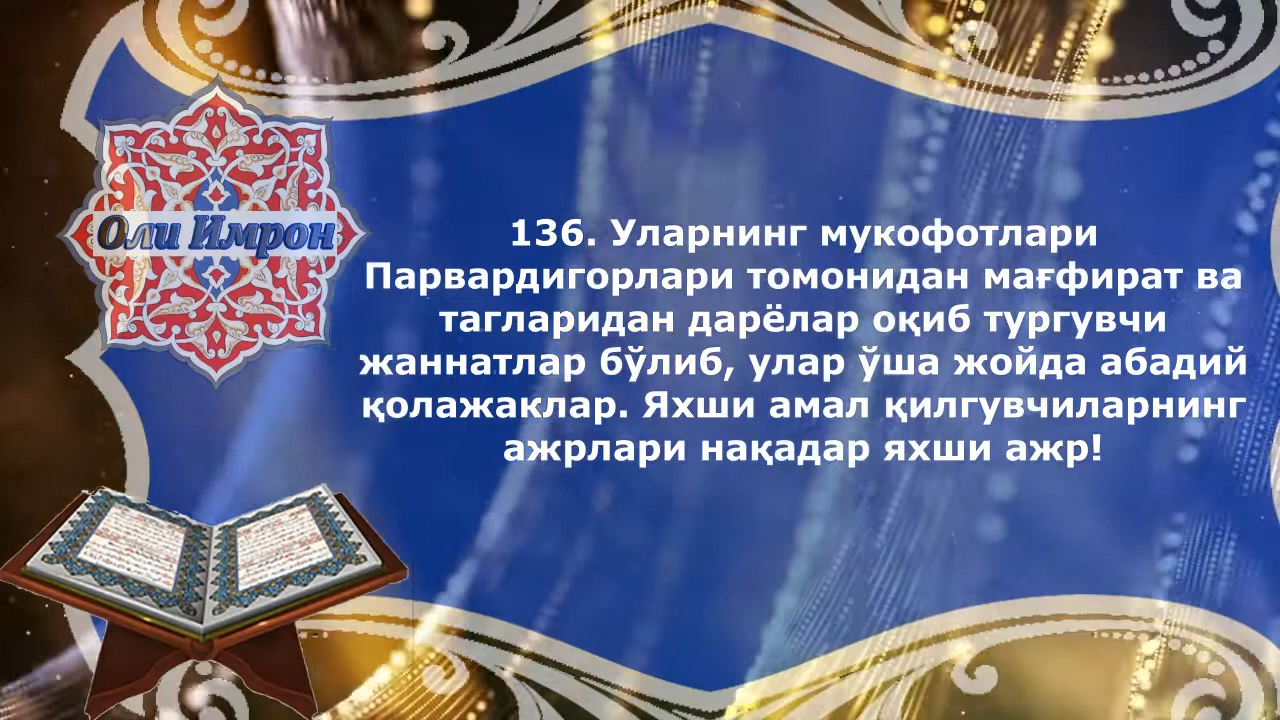 Оли Имрон
136. Уларнинг мукофотлари
Парвардигорлари томонидан мағфират ва
тагларидан дарёлар оқиб тургувчи
жаннатлар бўлиб, улар ўша жойда абадий
қолажаклар. Яхши амал қилгувчиларнинг
ажрлари нақадар яхши ажр!